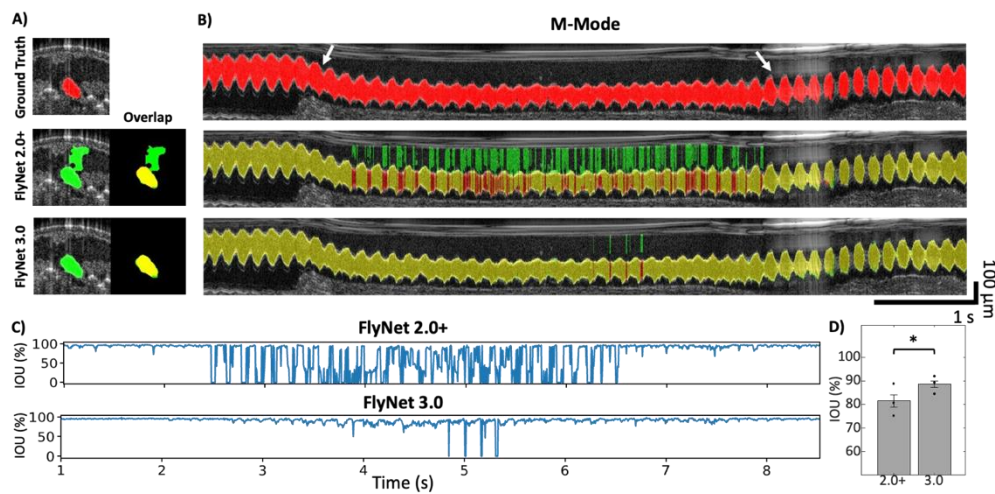 A)
B)
M-Mode
Ground Truth
Overlap
FlyNet 2.0+
FlyNet 3.0
100 μm
1 s
C)
FlyNet 2.0+
IOU (%)
100
50
0
FlyNet 3.0
IOU (%)
100
50
0
1 2 3 4 5 6 7 8
Time (s)
D)
*
IOU (%)
100
90
80
70
60
2.0+ 3.0